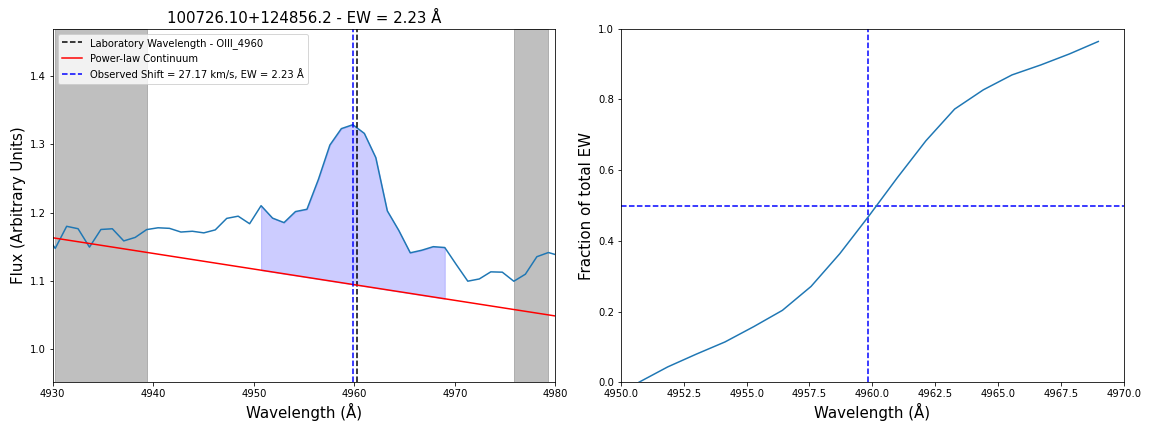 100726.10+124856.2 - EW = 2.23 Å
Laboratory Wavelength - OIII_4960
Power-law Continuum
Observed Shift = 27.17 km/s, EW = 2.23 Å
Flux (Arbitrary Units)
1.4
1.3
1.2
1.1
1.0
4930 4940 4950 4960 4970 4980
Wavelength (Å)
Fraction of total EW
1.0
0.8
0.6
0.4
0.2
0.0
4950.0 4952.5 4955.0 4957.5 4960.0 4962.5 4965.0 4967.5 4970.0
Wavelength (Å)